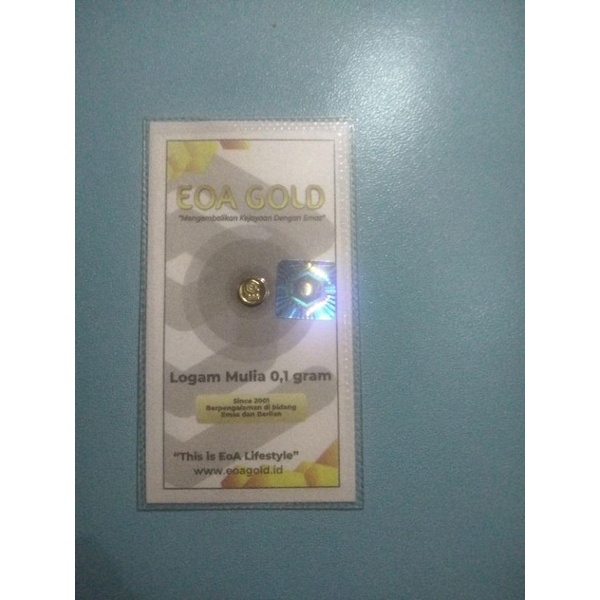 EOA GOLD
"Mengembalikan Kejayaan Dengan Emas"
Logam Mulia 0,1 gram
Since 2001
Berpengalaman di bidang
Emas dan Berlian
"This is EoA Lifestyle"
www.eoagold.id